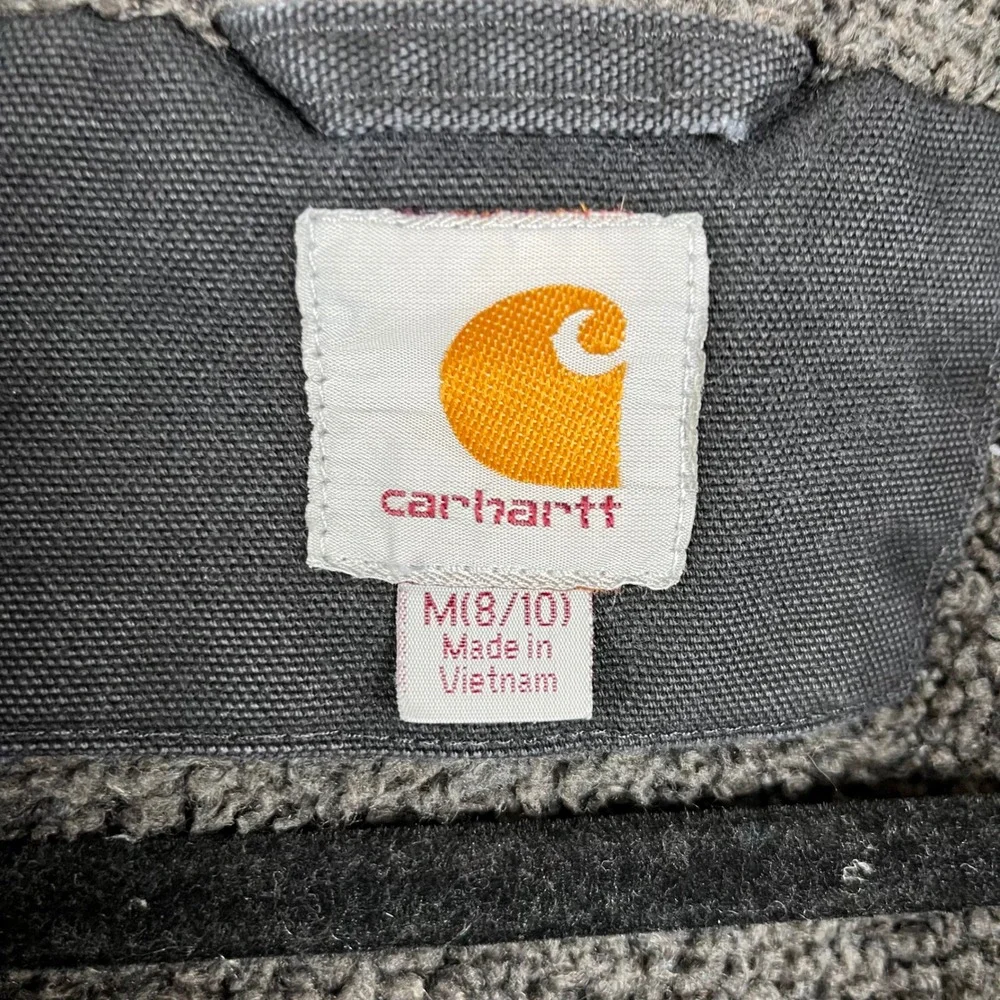 carhartt
M(8/10)
Made in
Vietnam